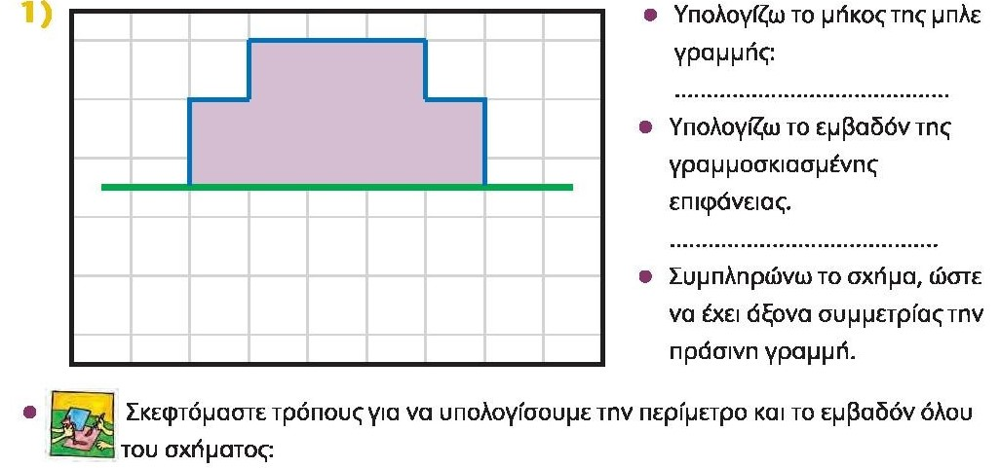 1)
• Υπολογίζω το μήκος της μπλε
γραμμής:
..........................................
• Υπολογίζω το εμβαδόν της
γραμμοσκιασμένης
επιφάνειας.
..........................................
• Συμπληρώνω το σχήμα, ώστε
να έχει άξονα συμμετρίας την
πράσινη γραμμή.
• Σκεφτόμαστε τρόπους για να υπολογίσουμε την περίμετρο και το εμβαδόν όλου
του σχήματος: